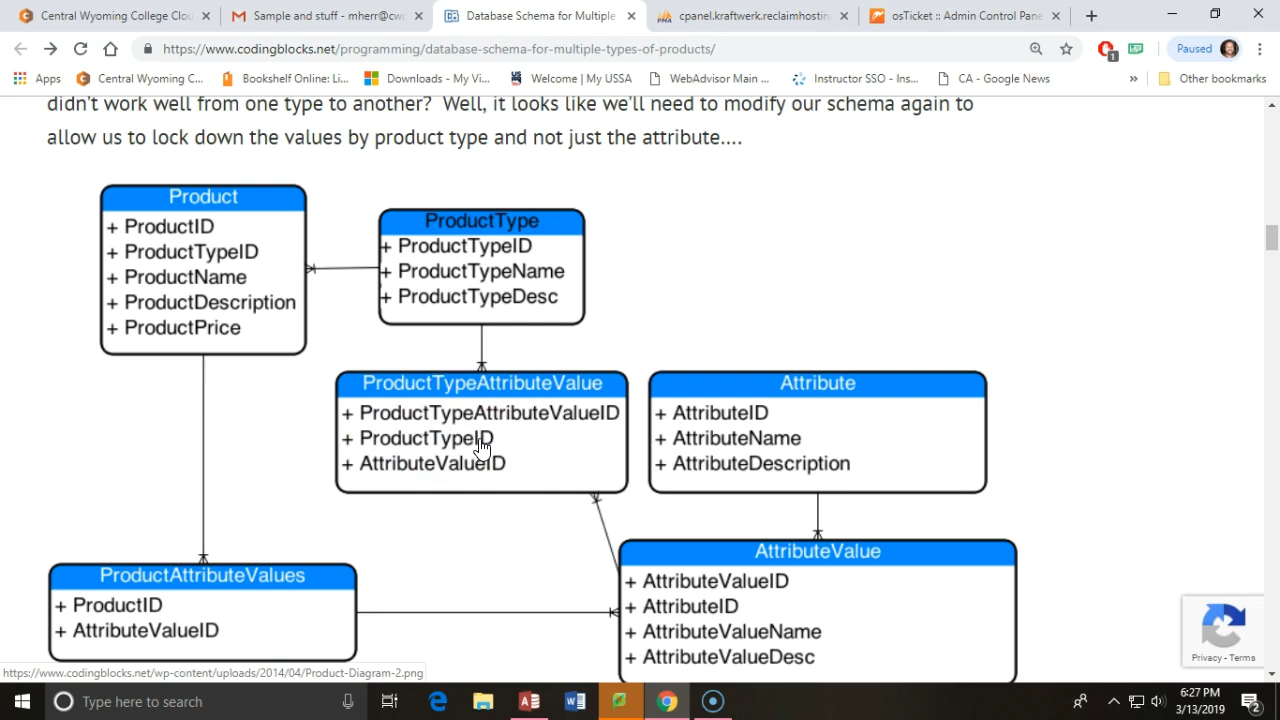 Central Wyoming College Clou
Sample and stuff - mherr@cwc
Database Schema for Multiple
cpanel.kraftwerk.reclaimhostin
osTicket :: Admin Control Pane
https://www.codingblocks.net/programming/database-schema-for-multiple-types-of-products/
1
Paused
Apps
Central Wyoming C...
Bookshelf Online: Li...
Downloads - My Vi...
Welcome | My USSA
WebAdvisor Main ...
Instructor SSO - Ins...
CA - Google News
»
Other bookmarks
didn't work well from one type to another? Well, it looks like we'll need to modify our schema again to
allow us to lock down the values by product type and not just the attribute....
Product
+ ProductID
+ ProductTypeID
+ ProductName
+ ProductDescription
+ ProductPrice
ProductType
+ ProductTypeID
+ ProductTypeName
+ ProductTypeDesc
ProductTypeAttributeValue
+ ProductTypeAttributeValueID
+ ProductTypeID
+ AttributeValueID
Attribute
+ AttributeID
+ AttributeName
+ AttributeDescription
ProductAttributeValues
+ ProductID
+ AttributeValueID
AttributeValue
+ AttributeValueID
+ AttributeID
+ AttributeValueName
+ AttributeValueDesc
Privacy - Terms
https://www.codingblocks.net/wp-content/uploads/2014/04/Product-Diagram-2.png
Type here to search
6:27 PM
3/13/2019
2